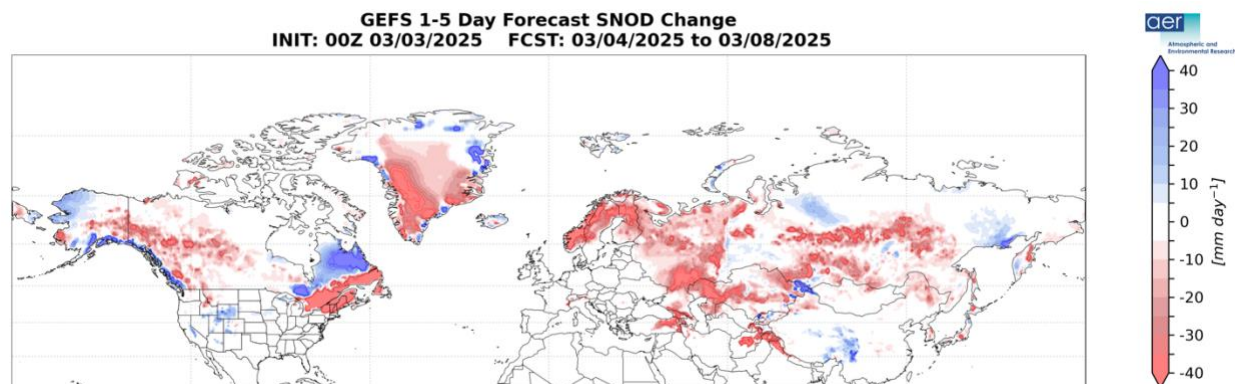 GEFS 1-5 Day Forecast SNOD Change
INIT: 00Z 03/03/2025 FCST: 03/04/2025 to 03/08/2025
aer
Atmospheric and
Environmental Research
40
30
20
10
0
-10
-20
-30
-40
[mm day⁻¹]